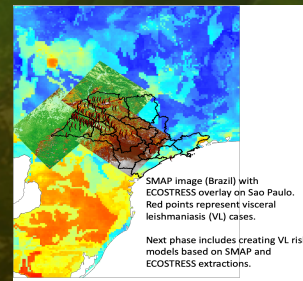 SMAP image (Brazil) with
ECOSTRESS overlay on Sao Paulo.
Red points represent visceral
leishmaniasis (VL) cases.
Next phase includes creating VL ris
models based on SMAP and
ECOSTRESS extractions.